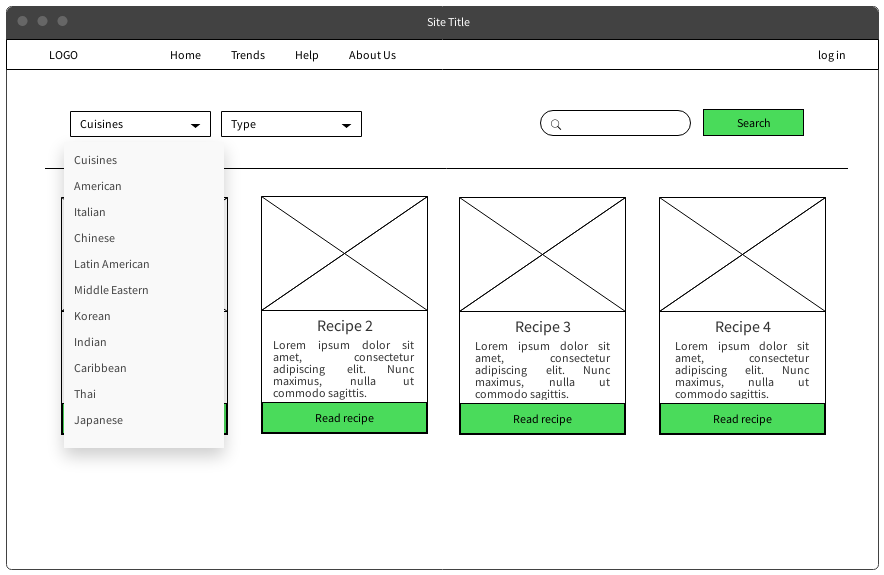 Site Title
LOGO Home Trends Help About Us log in
Cuisines Type Search
Cuisines
American
Italian
Chinese
Latin American
Middle Eastern
Korean
Indian
Caribbean
Thai
Japanese
Recipe 2
Lorem ipsum dolor sit
amet, consectetur
adipiscing elit. Nunc
maximus, nulla ut
commodo sagittis.
Read recipe
Recipe 3
Lorem ipsum dolor sit
amet, consectetur
adipiscing elit. Nunc
maximus, nulla ut
commodo sagittis.
Read recipe
Recipe 4
Lorem ipsum dolor sit
amet, consectetur
adipiscing elit. Nunc
maximus, nulla ut
commodo sagittis.
Read recipe